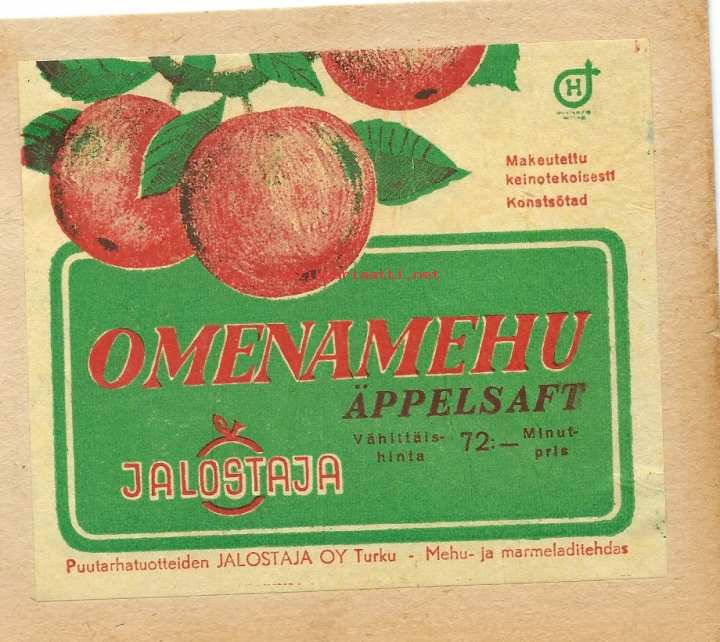 H
Makeutettu
keinotekoisesti
Konstsötad
OMENAMEHU
ÄPPELSAFT
Vähittäis-
hinta
72:—
Minut-
pris
JALOSTAJA
Puutarhatuotteiden JALOSTAJA OY Turku - Mehu- ja marmeladitehdas